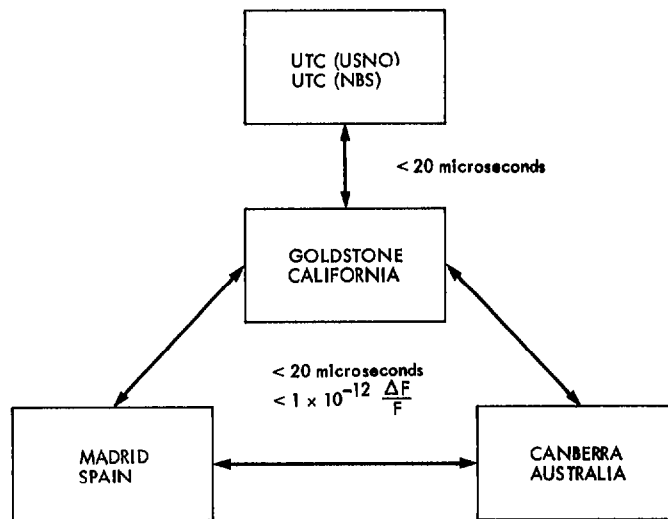 UTC (USNO)
UTC (NBS)
< 20 microseconds
GOLDSTONE
CALIFORNIA
< 20 microseconds
< 1 × 10⁻¹² ΔF/F
MADRID
SPAIN
CANBERRA
AUSTRALIA